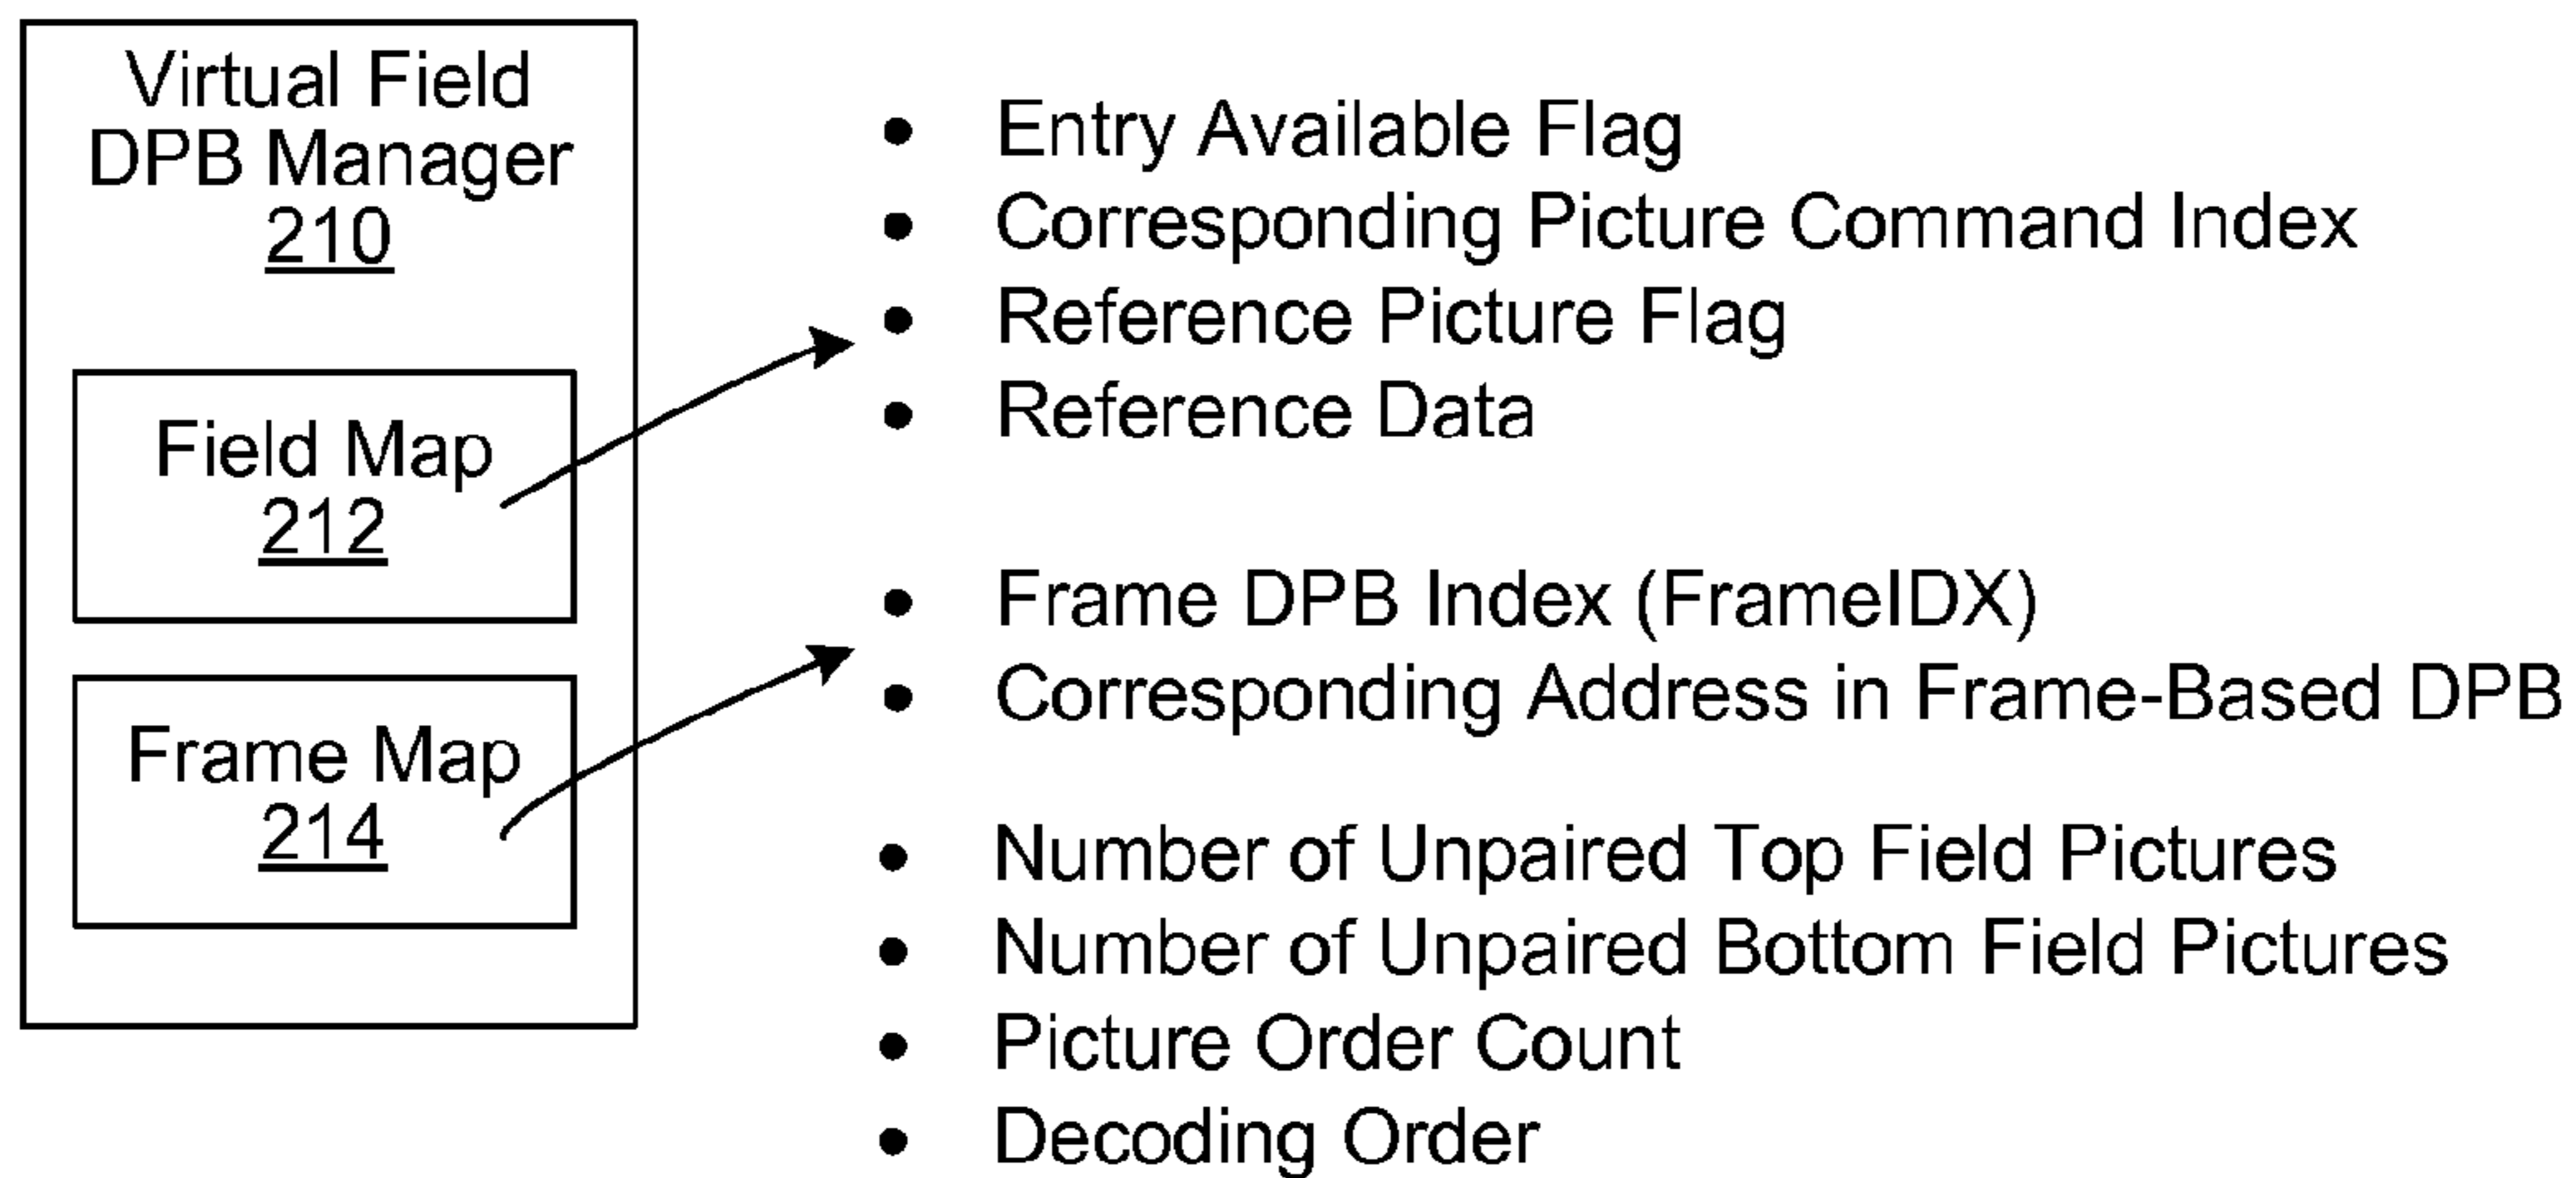 Virtual Field
DPB Manager
210
Field Map
212
Frame Map
214
• Entry Available Flag
• Corresponding Picture Command Index
• Reference Picture Flag
• Reference Data
• Frame DPB Index (FrameIDX)
• Corresponding Address in Frame-Based DPB
• Number of Unpaired Top Field Pictures
• Number of Unpaired Bottom Field Pictures
• Picture Order Count
• Decoding Order